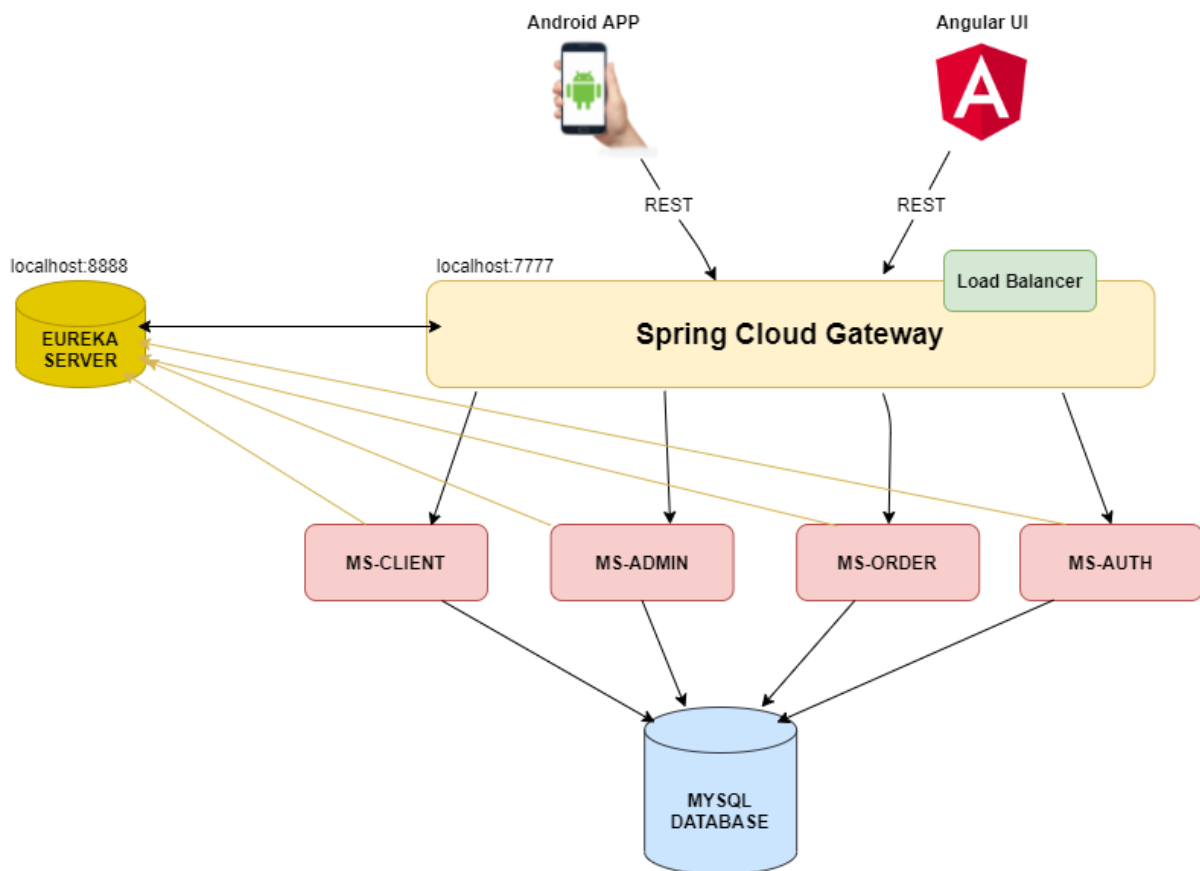 Android APP
Angular UI
A
REST
REST
localhost:8888
localhost:7777
Load Balancer
EUREKA
SERVER
Spring Cloud Gateway
MS-CLIENT
MS-ADMIN
MS-ORDER
MS-AUTH
MYSQL
DATABASE